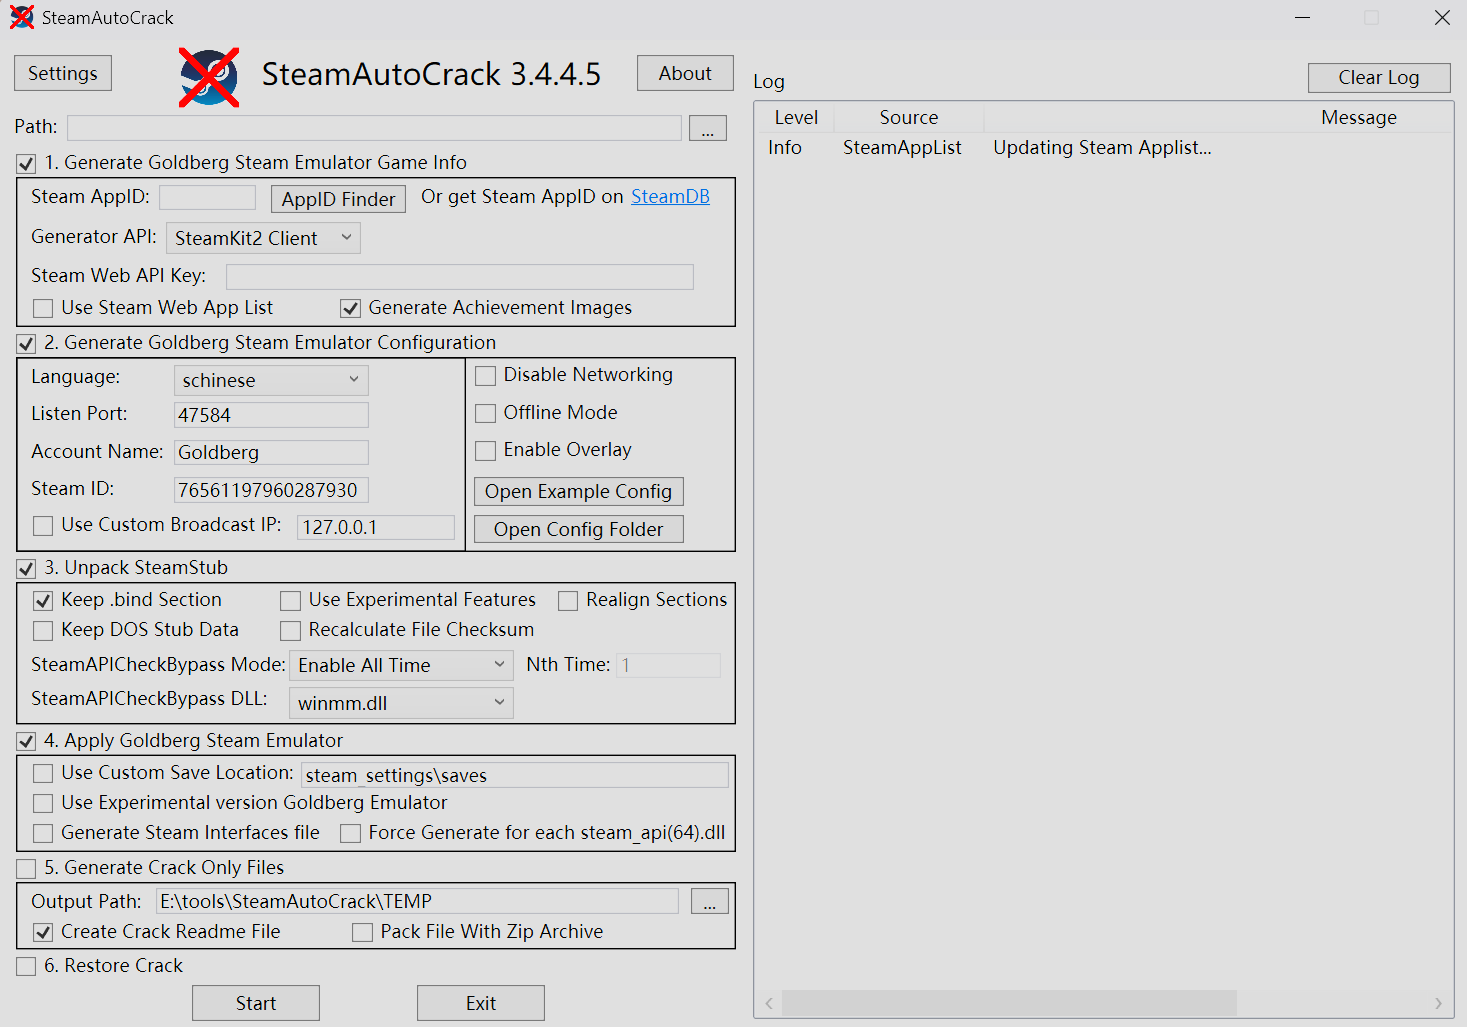 SteamAutoCrack
Settings
SteamAutoCrack 3.4.4.5
About
Path:
...
1. Generate Goldberg Steam Emulator Game Info
Steam AppID:
AppID Finder
Or get Steam AppID on SteamDB
Generator API:
SteamKit2 Client
Steam Web API Key:
Use Steam Web App List
Generate Achievement Images
2. Generate Goldberg Steam Emulator Configuration
Language:
schinese
Listen Port:
47584
Account Name:
Goldberg
Steam ID:
76561197960287930
Use Custom Broadcast IP:
127.0.0.1
Disable Networking
Offline Mode
Enable Overlay
Open Example Config
Open Config Folder
3. Unpack SteamStub
Keep .bind Section
Use Experimental Features
Realign Sections
Keep DOS Stub Data
Recalculate File Checksum
SteamAPICheckBypass Mode:
Enable All Time
Nth Time:
1
SteamAPICheckBypass DLL:
winmm.dll
4. Apply Goldberg Steam Emulator
Use Custom Save Location:
steam_settings\saves
Use Experimental version Goldberg Emulator
Generate Steam Interfaces file
Force Generate for each steam_api(64).dll
5. Generate Crack Only Files
Output Path:
E:\tools\SteamAutoCrack\TEMP
...
Create Crack Readme File
Pack File With Zip Archive
6. Restore Crack
Start
Exit
Log
Clear Log
Level
Source
Message
Info
SteamAppList
Updating Steam Applist...